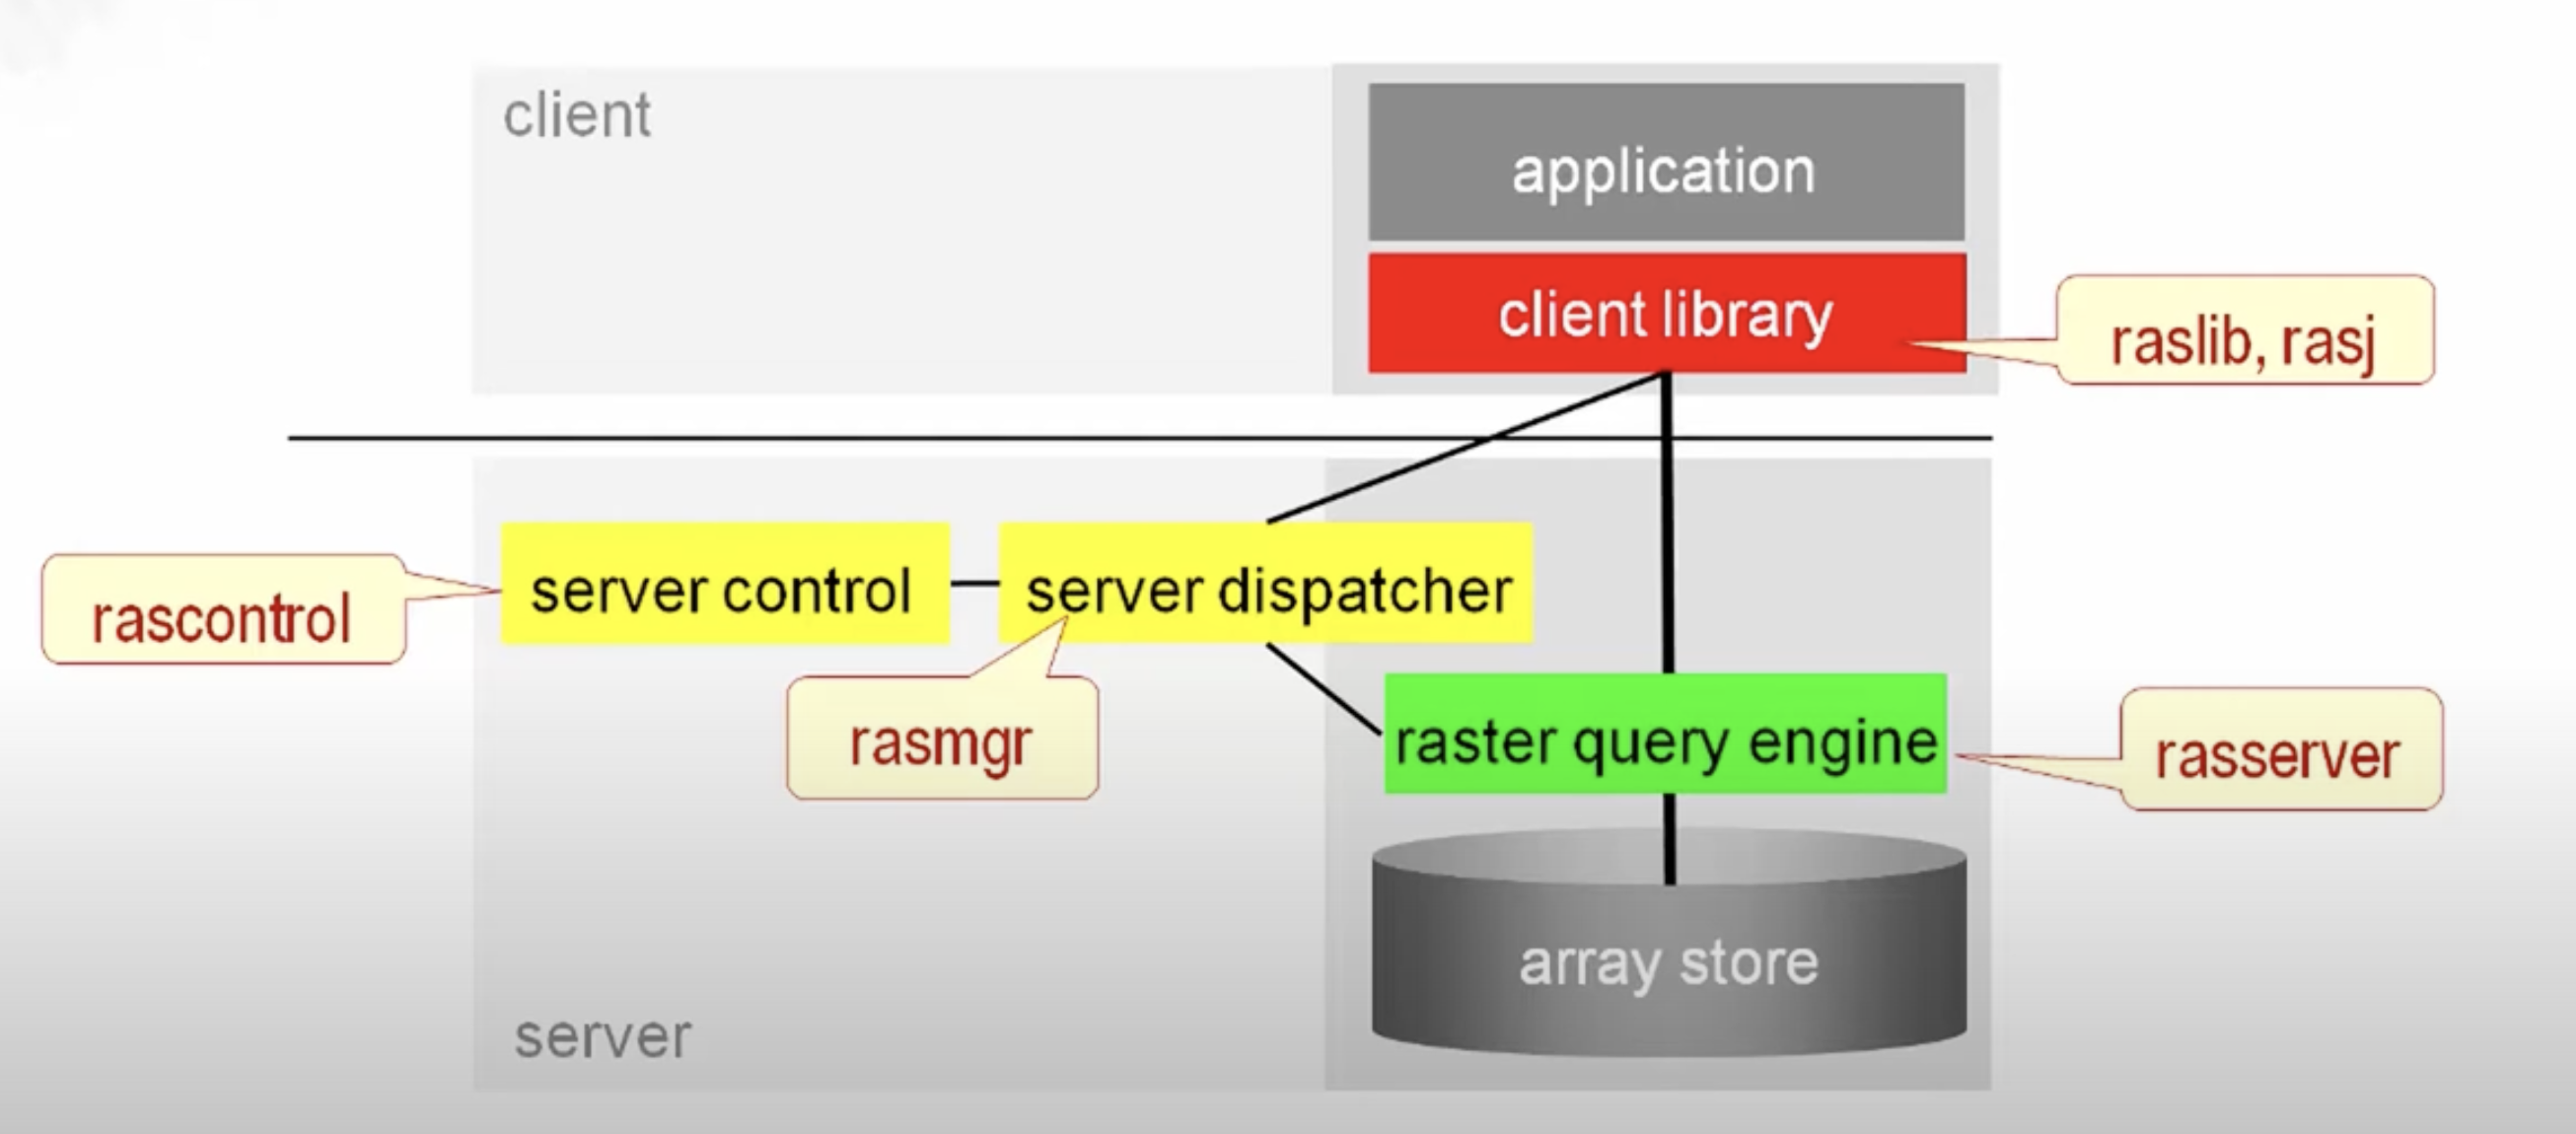 client
application
client library
raslib, rasj
server control
server dispatcher
rascontrol
rasmgr
raster query engine
rasserver
array store
server